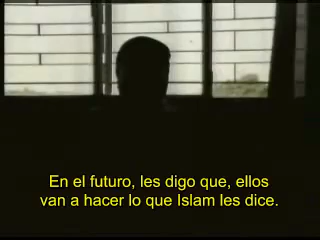 En el futuro, les digo que, ellos
van a hacer lo que Islam les dice.